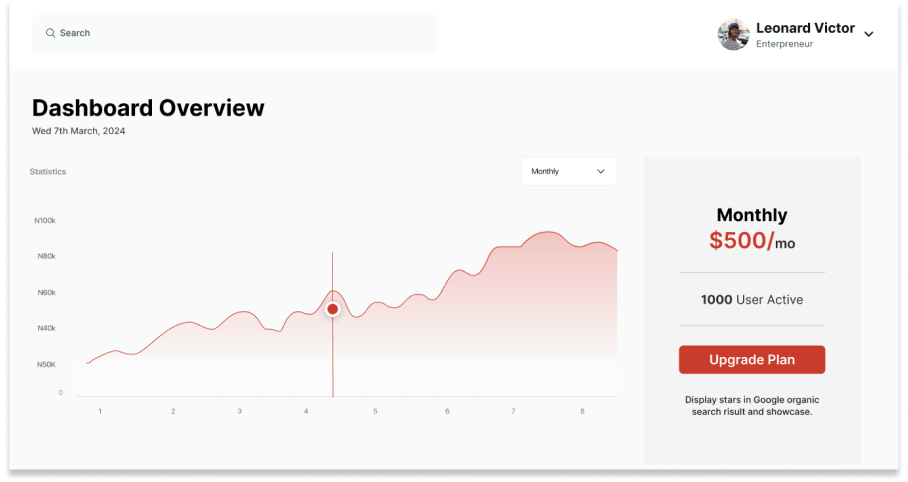 Search
Leonard Victor
Enterpreneur
Dashboard Overview
Wed 7th March, 2024
Statistics
Monthly
N100k
N80k
N60k
N40k
N50K
0
1 2 3 4 5 6 7 8
Monthly
$500/mo
1000 User Active
Upgrade Plan
Display stars in Google organic
search risult and showcase.